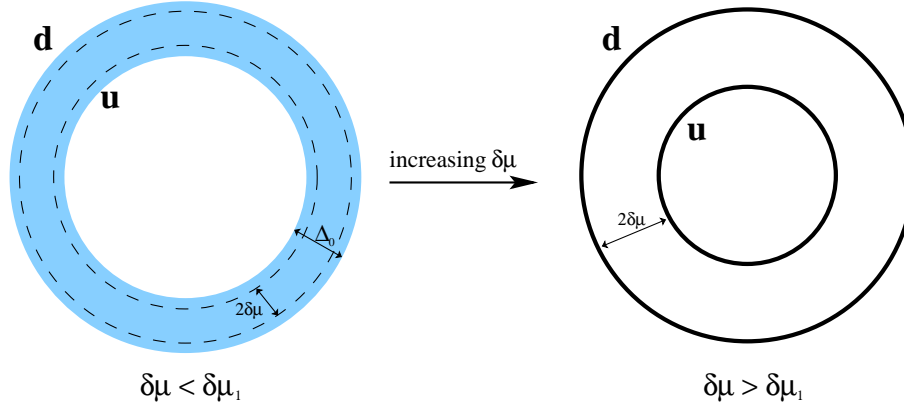 d
u
Δ₀
2δμ
δμ < δμ₁
increasing δμ
d
u
2δμ
δμ > δμ₁